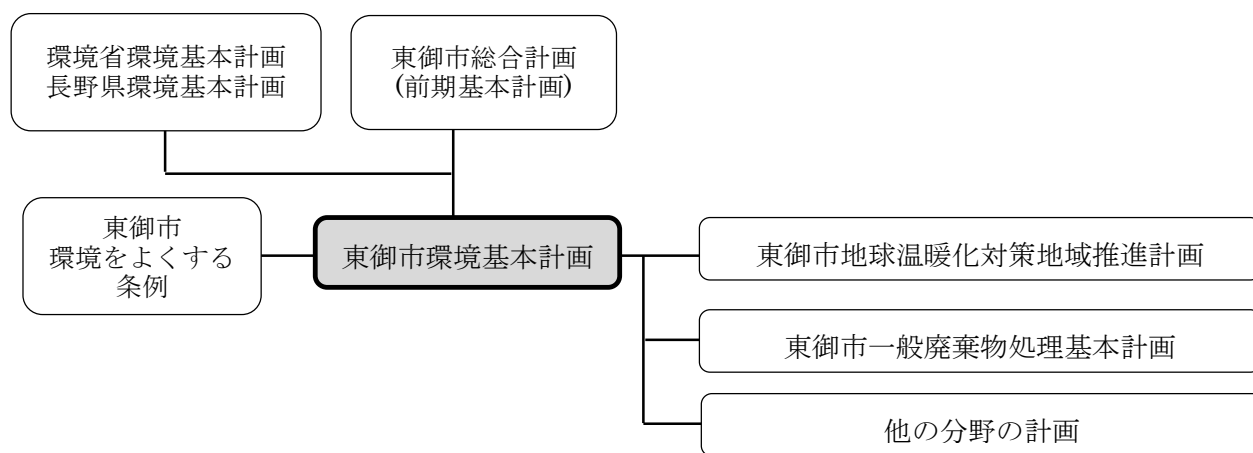 環境省環境基本計画
長野県環境基本計画
東御市総合計画
(前期基本計画)
東御市
環境をよくする
条例
東御市環境基本計画
東御市地球温暖化対策地域推進計画
東御市一般廃棄物処理基本計画
他の分野の計画